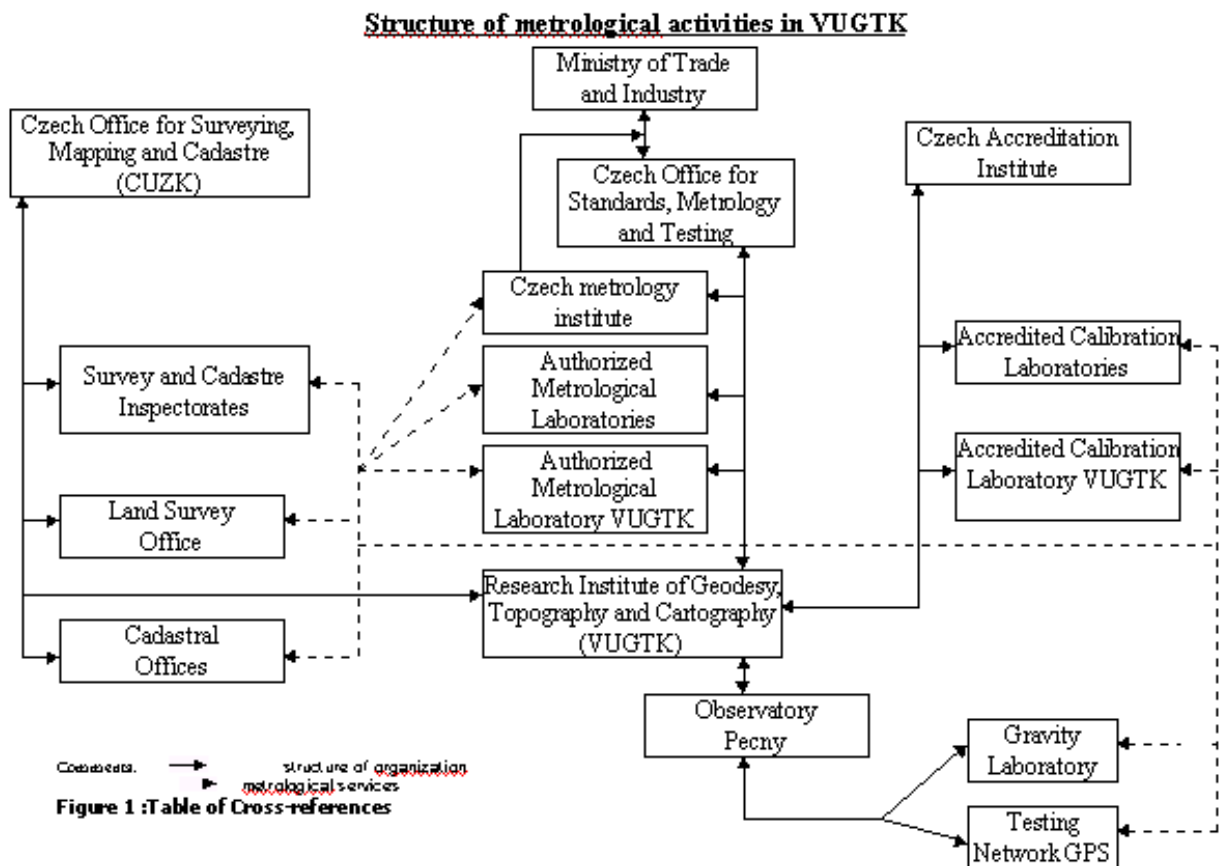 Structure of metrological activities in VUGTK
Ministry of Trade
and Industry
Czech Office for Surveying,
Mapping and Cadastre
(CUZK)
Czech Accreditation
Institute
Czech Office for
Standards, Metrology
and Testing
Czech metrology
institute
Accredited Calibration
Laboratories
Survey and Cadastre
Inspectorates
Authorized
Metrological
Laboratories
Accredited Calibration
Laboratory VUGTK
Authorized
Metrological
Laboratory VUGTK
Land Survey
Office
Research Institute of Geodesy,
Topography and Cartography
(VUGTK)
Cadastral
Offices
Observatory
Pecny
Gravity
Laboratory
Comments.
structure of organization
metrological services
Figure 1 :Table of Cross-references
Testing
Network GPS